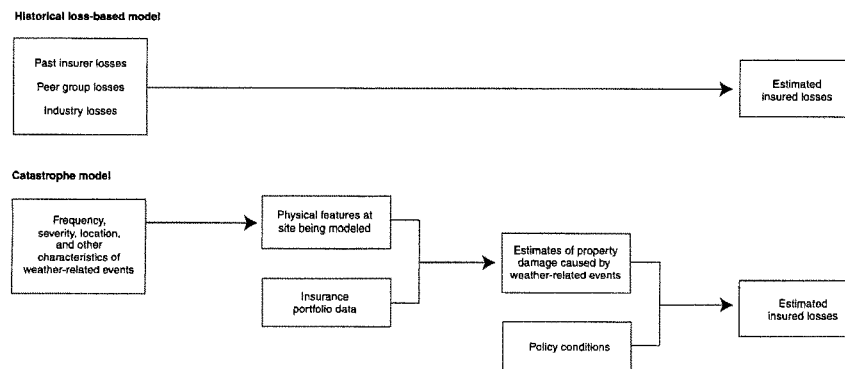 Historical loss-based model
Past insurer losses
Peer group losses
Industry losses
Estimated
insured losses
Catastrophe model
Frequency,
severity, location,
and other
characteristics of
weather-related events
Physical features at
site being modeled
Insurance
portfolio data
Estimates of property
damage caused by
weather-related events
Policy conditions
Estimated
insured losses